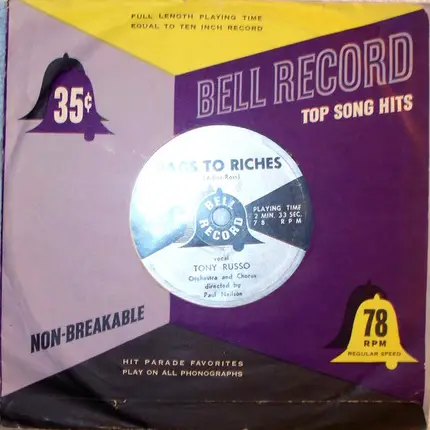 FULL LENGTH PLAYING TIME
EQUAL TO TEN INCH RECORD
35¢
BELL RECORD
TOP SONG HITS
TO RICHES
BELL
RECORD
PLAYING TIME
2 MIN. 33 SEC.
78 RPM
vocal
TONY RUSSO
Orchestra and Chorus
directed by
Paul Neilson
NON-BREAKABLE
78
RPM
REGULAR SPEED
HIT PARADE FAVORITES
PLAY ON ALL PHONOGRAPHS